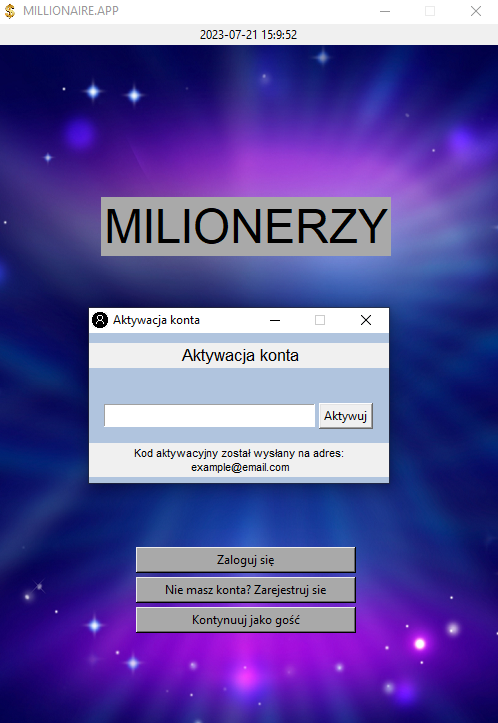 MILLIONAIRE.APP
2023-07-21 15:9:52
MILIONERZY
Aktywacja konta
Aktywacja konta
Aktywuj
Kod aktywacyjny został wysłany na adres:
example@email.com
Zaloguj się
Nie masz konta? Zarejestruj sie
Kontynuuj jako gość